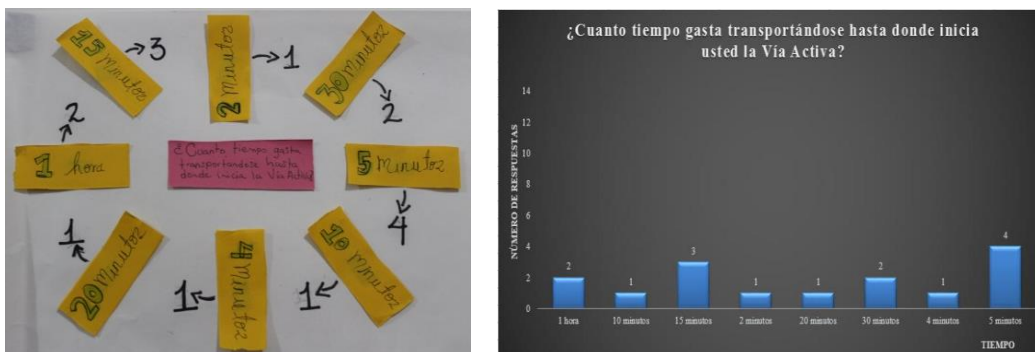 15 minutos
3
2 minutos
1
30 minutos
2
1 hora
2
¿Cuanto tiempo gasta
transportandose hasta
donde inicia la Vía Activa?
5 minutos
4
20 minutos
1
4 minutos
1
10 minutos
1
¿Cuanto tiempo gasta transportándose hasta donde inicia
usted la Vía Activa?
NÚMERO DE RESPUESTAS
14
12
10
8
6
4
2
0
2
1
3
1
1
2
1
4
1 hora
10 minutos
15 minutos
2 minutos
20 minutos
30 minutos
4 minutos
5 minutos
TIEMPO